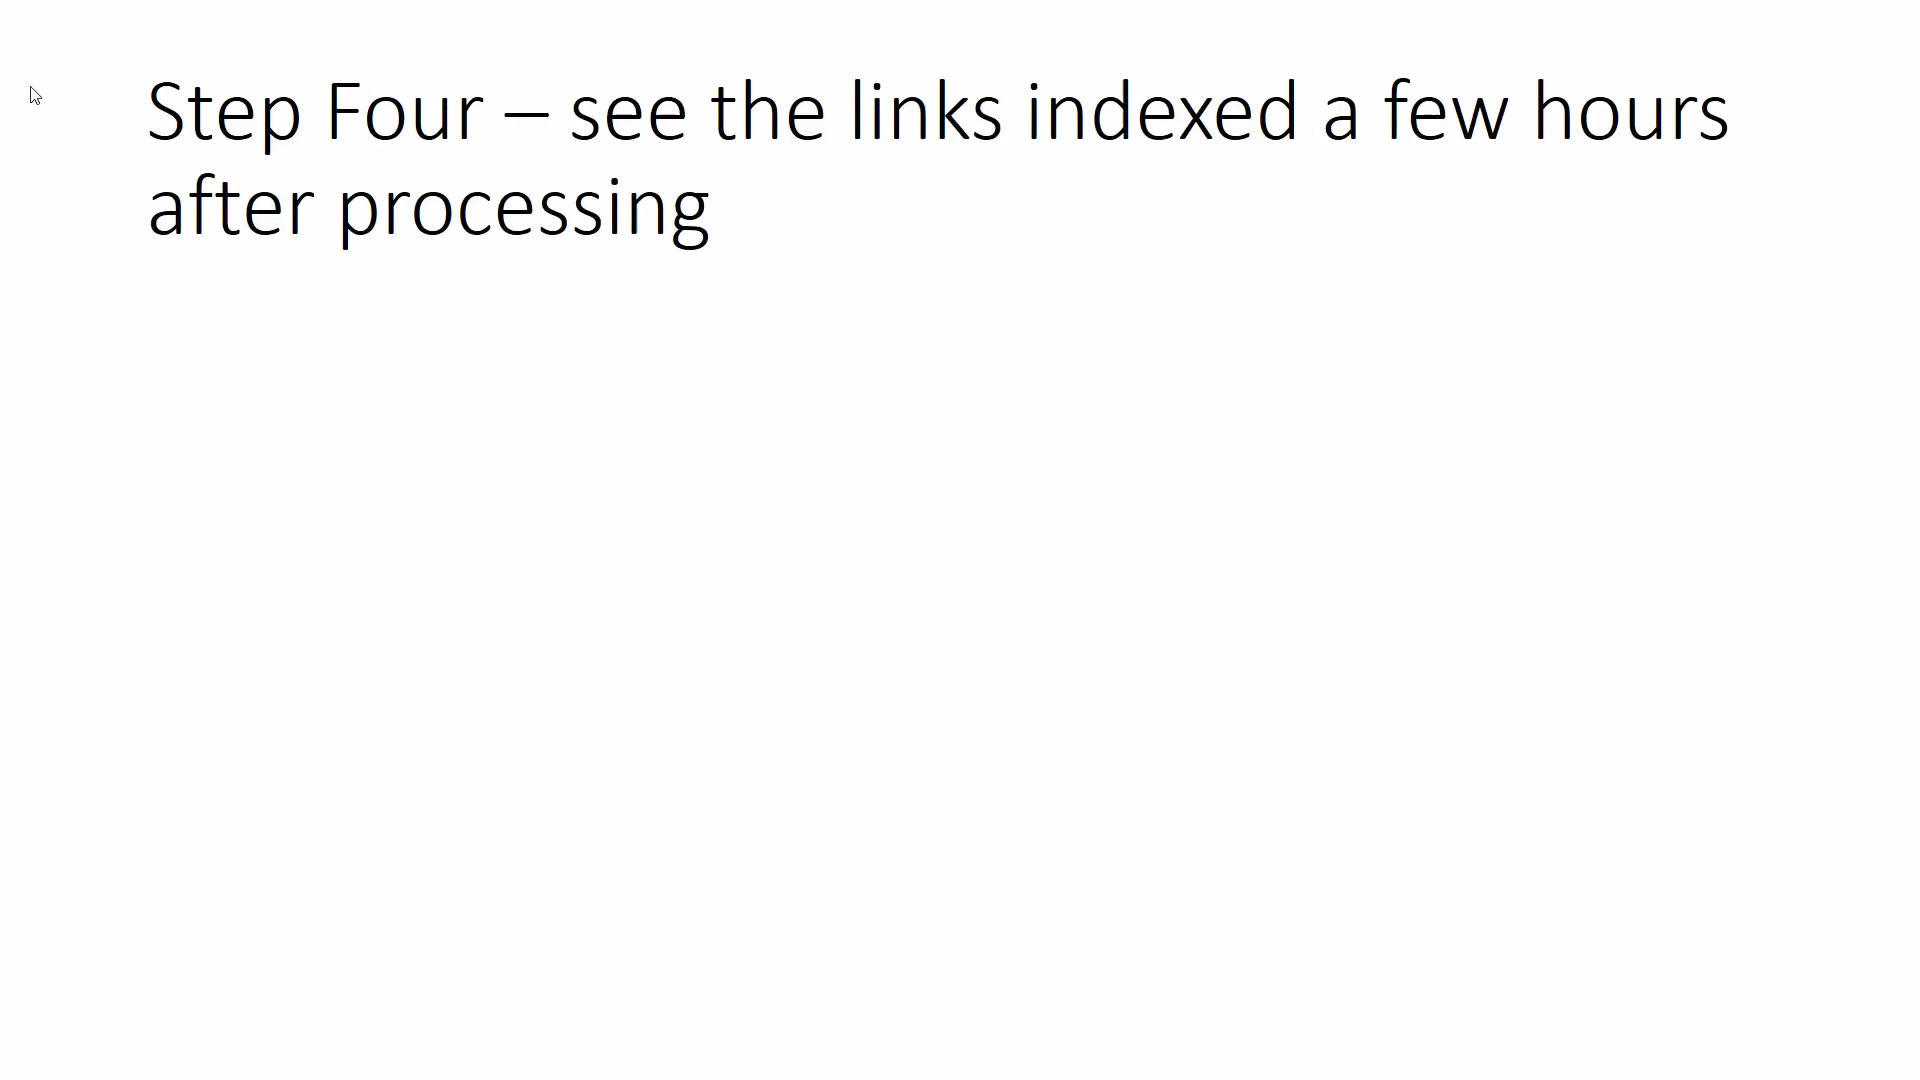 Step Four – see the links indexed a few hours
after processing